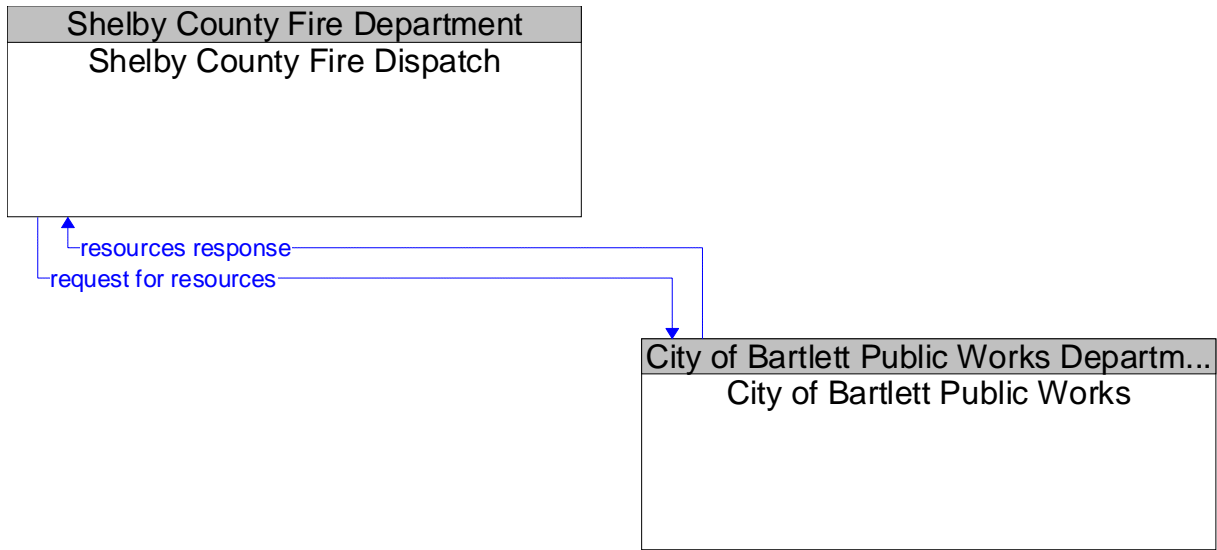 Shelby County Fire Department
Shelby County Fire Dispatch
resources response
request for resources
City of Bartlett Public Works Departm...
City of Bartlett Public Works